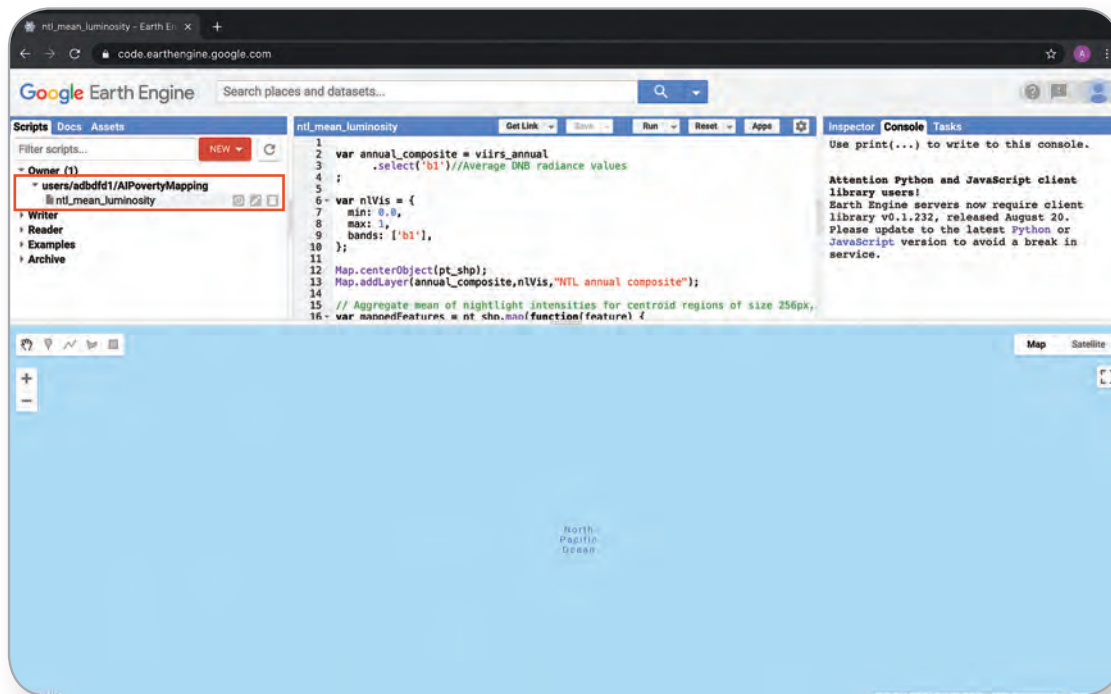 ntl_mean_luminosity - Earth En
code.earthengine.google.com
A
Google Earth Engine
Search places and datasets...
Scripts Docs Assets
Filter scripts...
NEW
Owner (1)
users/adbdfd1/AIPovertyMapping
ntl_mean_luminosity
Writer
Reader
Examples
Archive
ntl_mean_luminosity
Get Link Save Run Reset Apps
1
2 var annual_composite = viirs_annual
3 .select('b1')//Average DNB radiance values
4 ;
5
6 var nlVis = {
7 min: 0.0,
8 max: 1,
9 bands: ['b1'],
10 };
11
12 Map.centerObject(pt_shp);
13 Map.addLayer(annual_composite,nlVis,"NTL annual composite");
14
15 // Aggregate mean of nightlight intensities for centroid regions of size 256px,
16 var mappedFeatures = pt_shp.map(function(feature) {
Inspector Console Tasks
Use print(...) to write to this console.
Attention Python and JavaScript client
library users!
Earth Engine servers now require client
library v0.1.232, released August 20.
Please update to the latest Python or
JavaScript version to avoid a break in
service.
Map Satellite
North
Pacific
Ocean